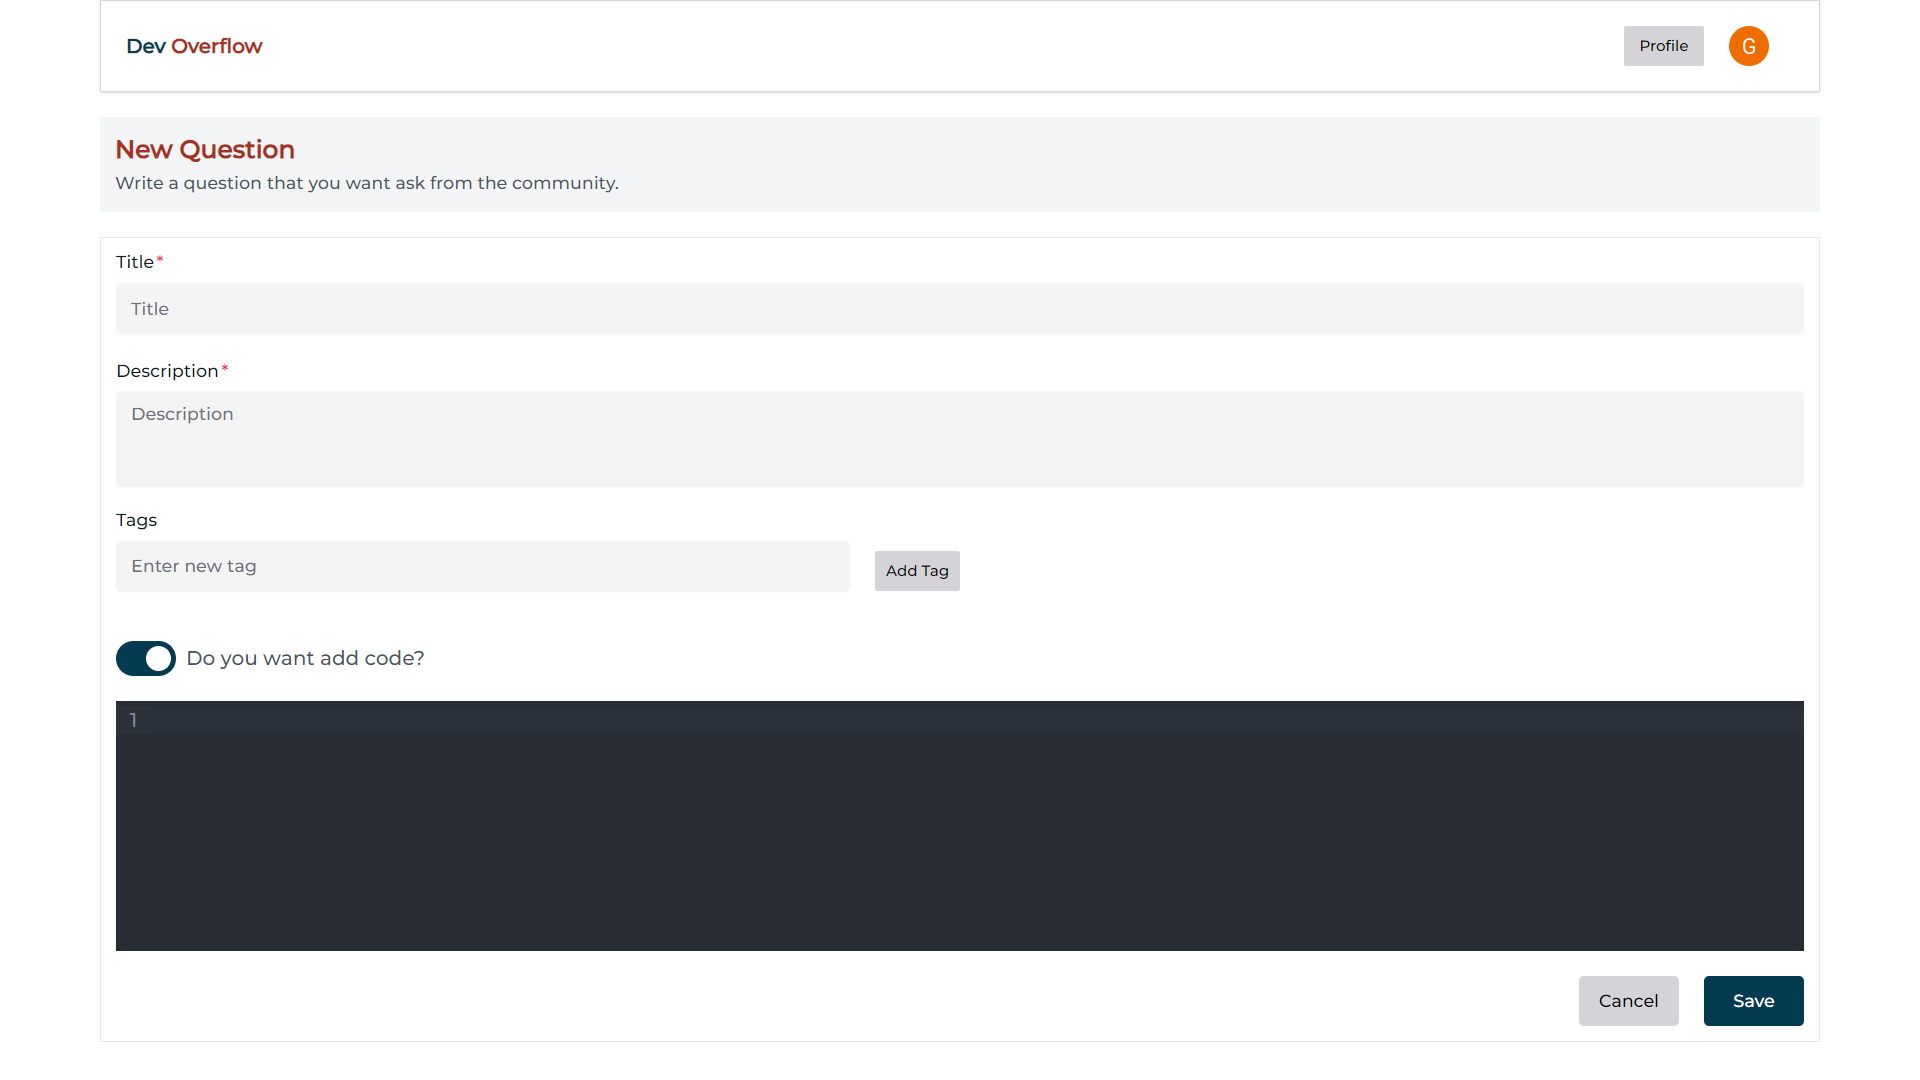 Dev Overflow
Profile
G
New Question
Write a question that you want ask from the community.
Title*
Title
Description*
Description
Tags
Enter new tag
Add Tag
Do you want add code?
1
Cancel
Save